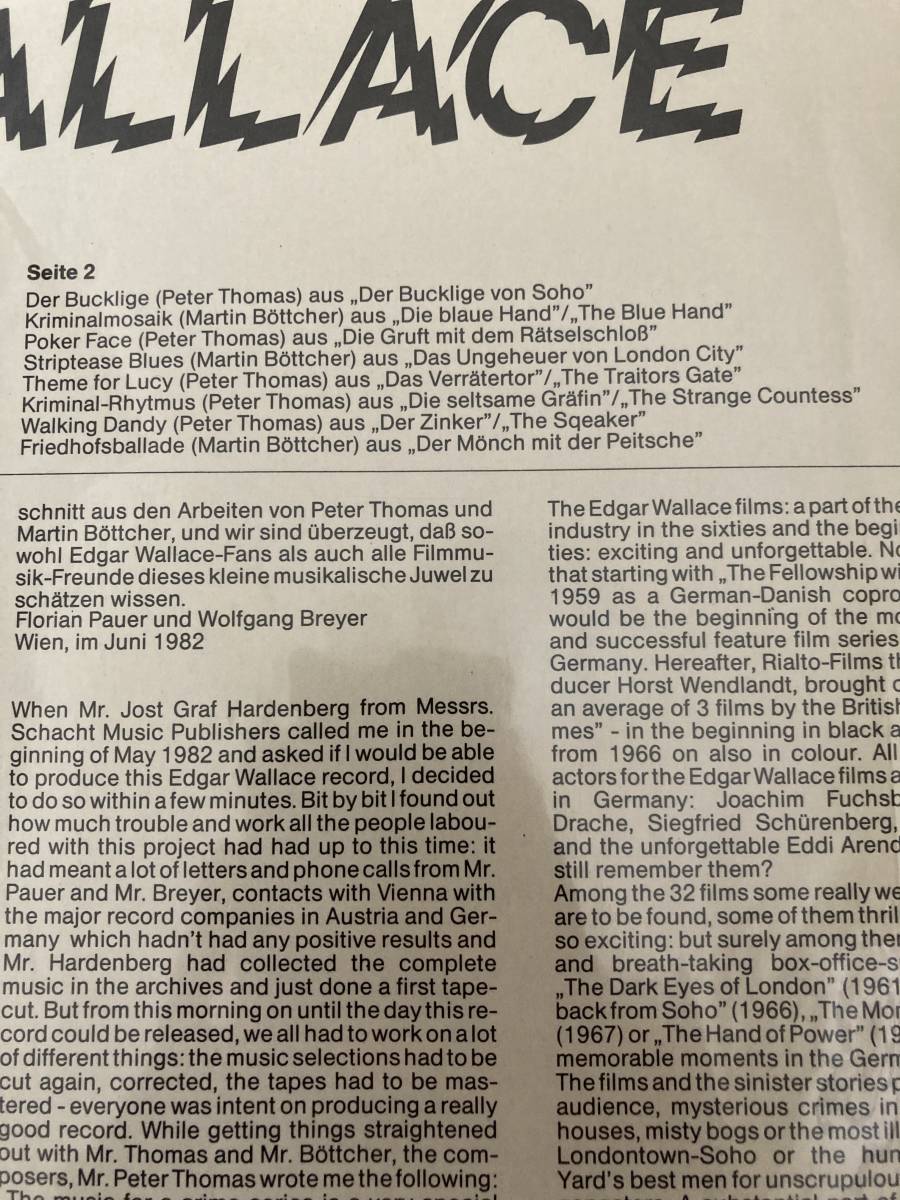 ALLACE
Seite 2
Der Bucklige (Peter Thomas) aus „Der Bucklige von Soho”
Kriminalmosaik (Martin Böttcher) aus „Die blaue Hand”/„The Blue Hand”
Poker Face (Peter Thomas) aus „Die Gruft mit dem Rätselschloß”
Striptease Blues (Martin Böttcher) aus „Das Ungeheuer von London City”
Theme for Lucy (Peter Thomas) aus „Das Verrätertor”/„The Traitors Gate”
Kriminal-Rhytmus (Peter Thomas) aus „Die seltsame Gräfin”/„The Strange Countess”
Walking Dandy (Peter Thomas) aus „Der Zinker”/„The Sqeaker”
Friedhofsballade (Martin Böttcher) aus „Der Mönch mit der Peitsche”
schnitt aus den Arbeiten von Peter Thomas und
Martin Böttcher, und wir sind überzeugt, daß so-
wohl Edgar Wallace-Fans als auch alle Filmmu-
sik-Freunde dieses kleine musikalische Juwel zu
schätzen wissen.
Florian Pauer und Wolfgang Breyer
Wien, im Juni 1982
When Mr. Jost Graf Hardenberg from Messrs.
Schacht Music Publishers called me in the be-
ginning of May 1982 and asked if I would be able
to produce this Edgar Wallace record, I decided
to do so within a few minutes. Bit by bit I found out
how much trouble and work all the people labou-
red with this project had had up to this time: it
had meant a lot of letters and phone calls from Mr.
Pauer and Mr. Breyer, contacts with Vienna with
the major record companies in Austria and Ger-
many which hadn't had any positive results and
Mr. Hardenberg had collected the complete
music in the archives and just done a first tape-
cut. But from this morning on until the day this re-
cord could be released, we all had to work on a lot
of different things: the music selections had to be
cut again, corrected, the tapes had to be mas-
tered - everyone was intent on producing a really
good record. While getting things straightened
out with Mr. Thomas and Mr. Böttcher, the com-
posers, Mr. Peter Thomas wrote me the following:
The music for a crime series is a very special
The Edgar Wallace films: a part of the
industry in the sixties and the begi
ties: exciting and unforgettable. No
that starting with „The Fellowship wi
1959 as a German-Danish copro
would be the beginning of the mo
and successful feature film series
Germany. Hereafter, Rialto-Films th
ducer Horst Wendlandt, brought o
an average of 3 films by the British
mes” - in the beginning in black a
from 1966 on also in colour. All
actors for the Edgar Wallace films a
in Germany: Joachim Fuchsb
Drache, Siegfried Schürenberg,
and the unforgettable Eddi Arend
still remember them?
Among the 32 films some really we
are to be found, some of them thril
so exciting: but surely among ther
and breath-taking box-office-s
„The Dark Eyes of London” (1961
back from Soho” (1966), „The Mon
(1967) or „The Hand of Power” (19
memorable moments in the Germ
The films and the sinister stories p
audience, mysterious crimes in
houses, misty bogs or the most ill
Londontown-Soho or the hun
Yard's best men for unscrupulou